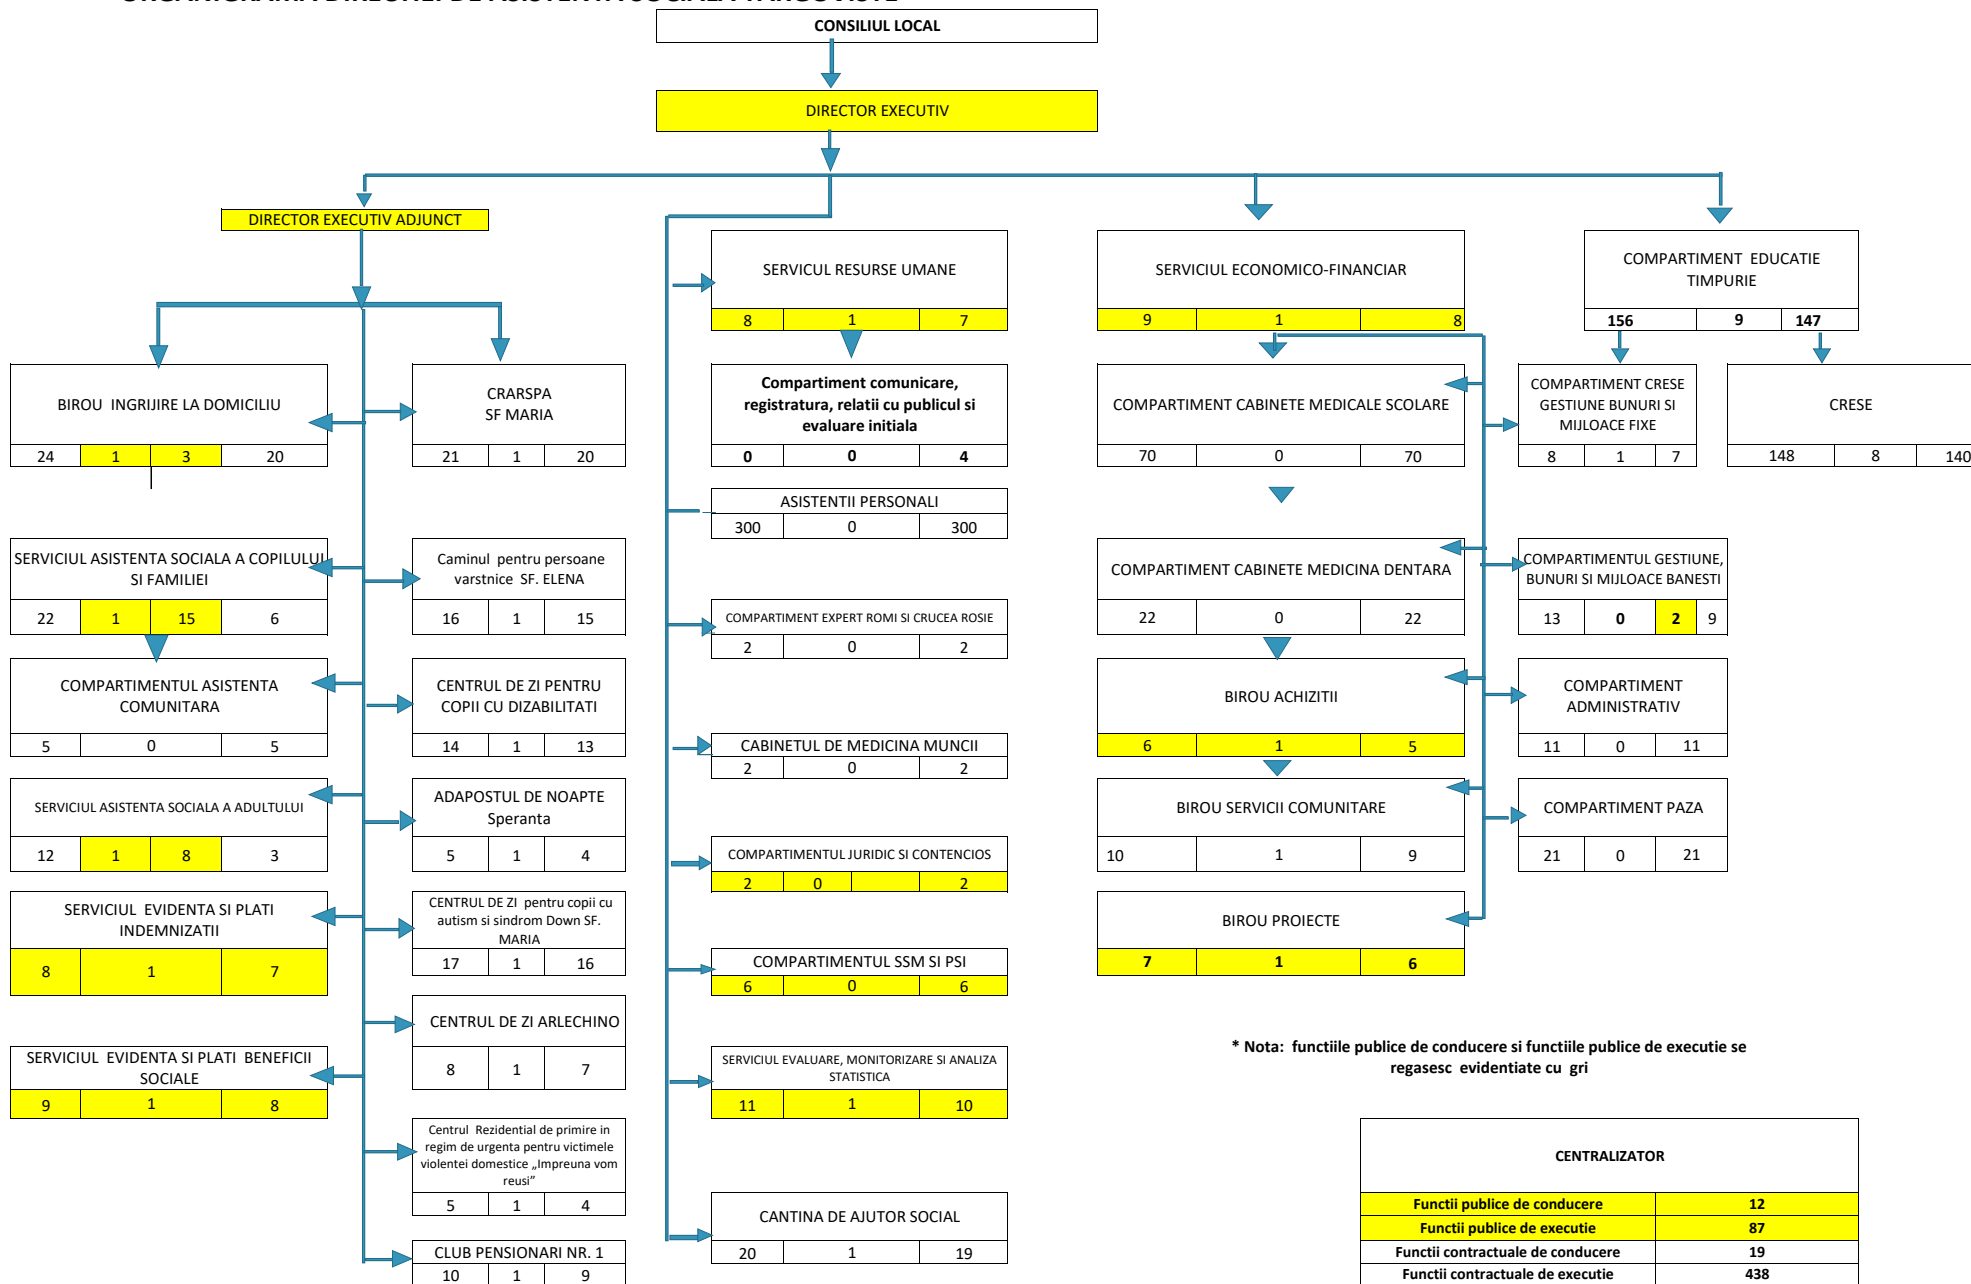 CONSILIUL LOCAL
DIRECTOR EXECUTIV
DIRECTOR EXECUTIV ADJUNCT
BIROU INGRIJIRE LA DOMICILIU
24 1 3 20
SERVICIUL ASISTENTA SOCIALA A COPILULUI
SI FAMILIEI
22 1 15 6
COMPARTIMENTUL ASISTENTA
COMUNITARA
5 0 5
SERVICIUL ASISTENTA SOCIALA A ADULTULUI
12 1 8 3
SERVICIUL EVIDENTA SI PLATI
INDEMNIZATII
8 1 7
SERVICIUL EVIDENTA SI PLATI BENEFICII
SOCIALE
9 1 8
CRARSPA
SF MARIA
21 1 20
Caminul pentru persoane
varstnice SF. ELENA
16 1 15
CENTRUL DE ZI PENTRU
COPII CU DIZABILITATI
14 1 13
ADAPOSTUL DE NOAPTE
Speranta
5 1 4
CENTRUL DE ZI pentru copii cu
autism si sindrom Down SF.
MARIA
17 1 16
CENTRUL DE ZI ARLECHINO
8 1 7
Centrul Rezidential de primire in
regim de urgenta pentru victimele
violentei domestice „Impreuna vom
reusi”
5 1 4
CLUB PENSIONARI NR. 1
10 1 9
SERVICUL RESURSE UMANE
8 1 7
Compartiment comunicare,
registratura, relatii cu publicul si
evaluare initiala
0 0 4
ASISTENTII PERSONALI
300 0 300
COMPARTIMENT EXPERT ROMI SI CRUCEA ROSIE
2 0 2
CABINETUL DE MEDICINA MUNCII
2 0 2
COMPARTIMENTUL JURIDIC SI CONTENCIOS
2 0 2
COMPARTIMENTUL SSM SI PSI
6 0 6
SERVICIUL EVALUARE, MONITORIZARE SI ANALIZA
STATISTICA
11 1 10
CANTINA DE AJUTOR SOCIAL
20 1 19
SERVICIUL ECONOMICO-FINANCIAR
9 1 8
COMPARTIMENT CABINETE MEDICALE SCOLARE
70 0 70
COMPARTIMENT CABINETE MEDICINA DENTARA
22 0 22
BIROU ACHIZITII
6 1 5
BIROU SERVICII COMUNITARE
10 1 9
BIROU PROIECTE
7 1 6
COMPARTIMENT EDUCATIE
TIMPURIE
156 9 147
COMPARTIMENT CRESE
GESTIUNE BUNURI SI
MIJLOACE FIXE
8 1 7
CRESE
148 8 140
COMPARTIMENTUL GESTIUNE,
BUNURI SI MIJLOACE BANESTI
13 0 2 9
COMPARTIMENT
ADMINISTRATIV
11 0 11
COMPARTIMENT PAZA
21 0 21
* Nota: functiile publice de conducere si functiile publice de executie se
regasesc evidentiate cu gri
CENTRALIZATOR
Functii publice de conducere 12
Functii publice de executie 87
Functii contractuale de conducere 19
Functii contractuale de executie 438